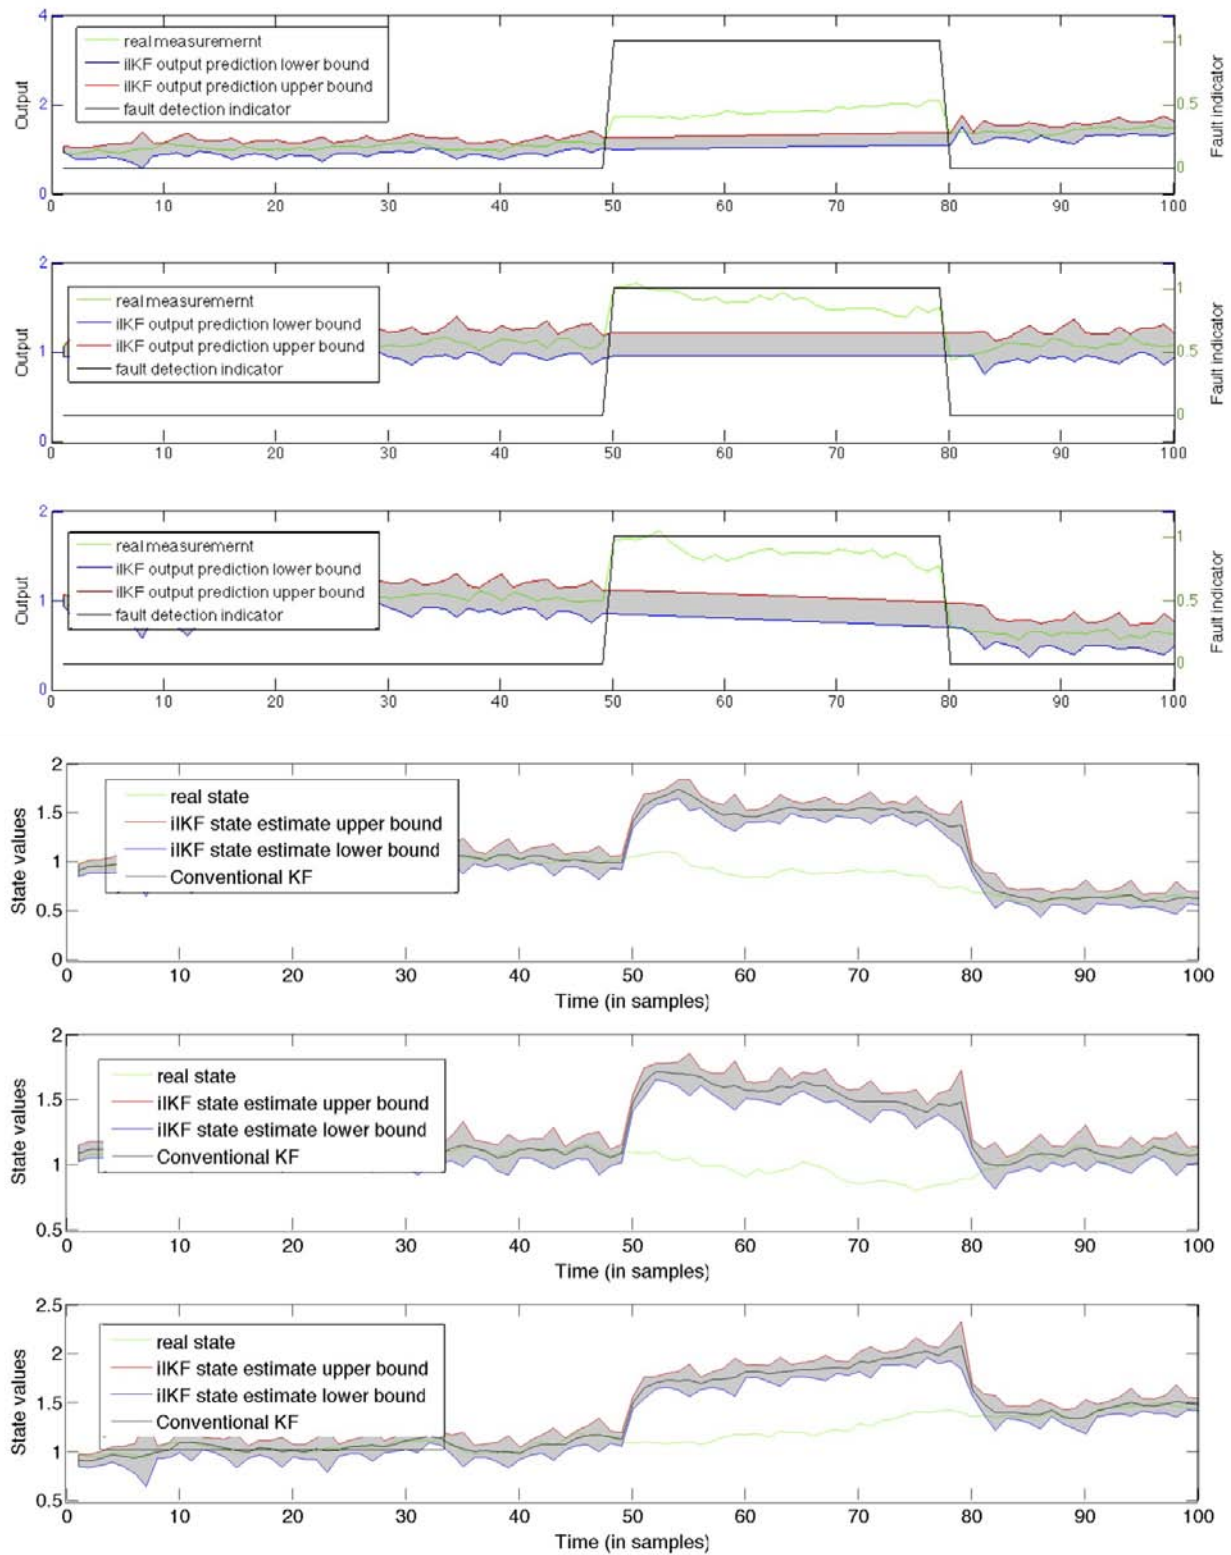 4
2
0
Output
real measurernt
iIKF output prediction lower bound
iIKF output prediction upper bound
fault detection indicator
1
0.5
0
Fault indicator
0 10 20 30 40 50 60 70 80 90 100
2
1
0
Output
real measurernt
iIKF output prediction lower bound
iIKF output prediction upper bound
fault detection indicator
1
0.5
0
Fault indicator
0 10 20 30 40 50 60 70 80 90 100
2
1
0
Output
real measurernt
iIKF output prediction lower bound
iIKF output prediction upper bound
fault detection indicator
1
0.5
0
Fault indicator
0 10 20 30 40 50 60 70 80 90 100
2
1.5
1
0.5
0
State values
real state
iIKF state estimate upper bound
iIKF state estimate lower bound
Conventional KF
0 10 20 30 40 50 60 70 80 90 100
Time (in samples)
2
1.5
1
0.5
State values
real state
iIKF state estimate upper bound
iIKF state estimate lower bound
Conventional KF
0 10 20 30 40 50 60 70 80 90 100
Time (in samples)
2.5
2
1.5
1
0.5
State values
real state
iIKF state estimate upper bound
iIKF state estimate lower bound
Conventional KF
0 10 20 30 40 50 60 70 80 90 100
Time (in samples)